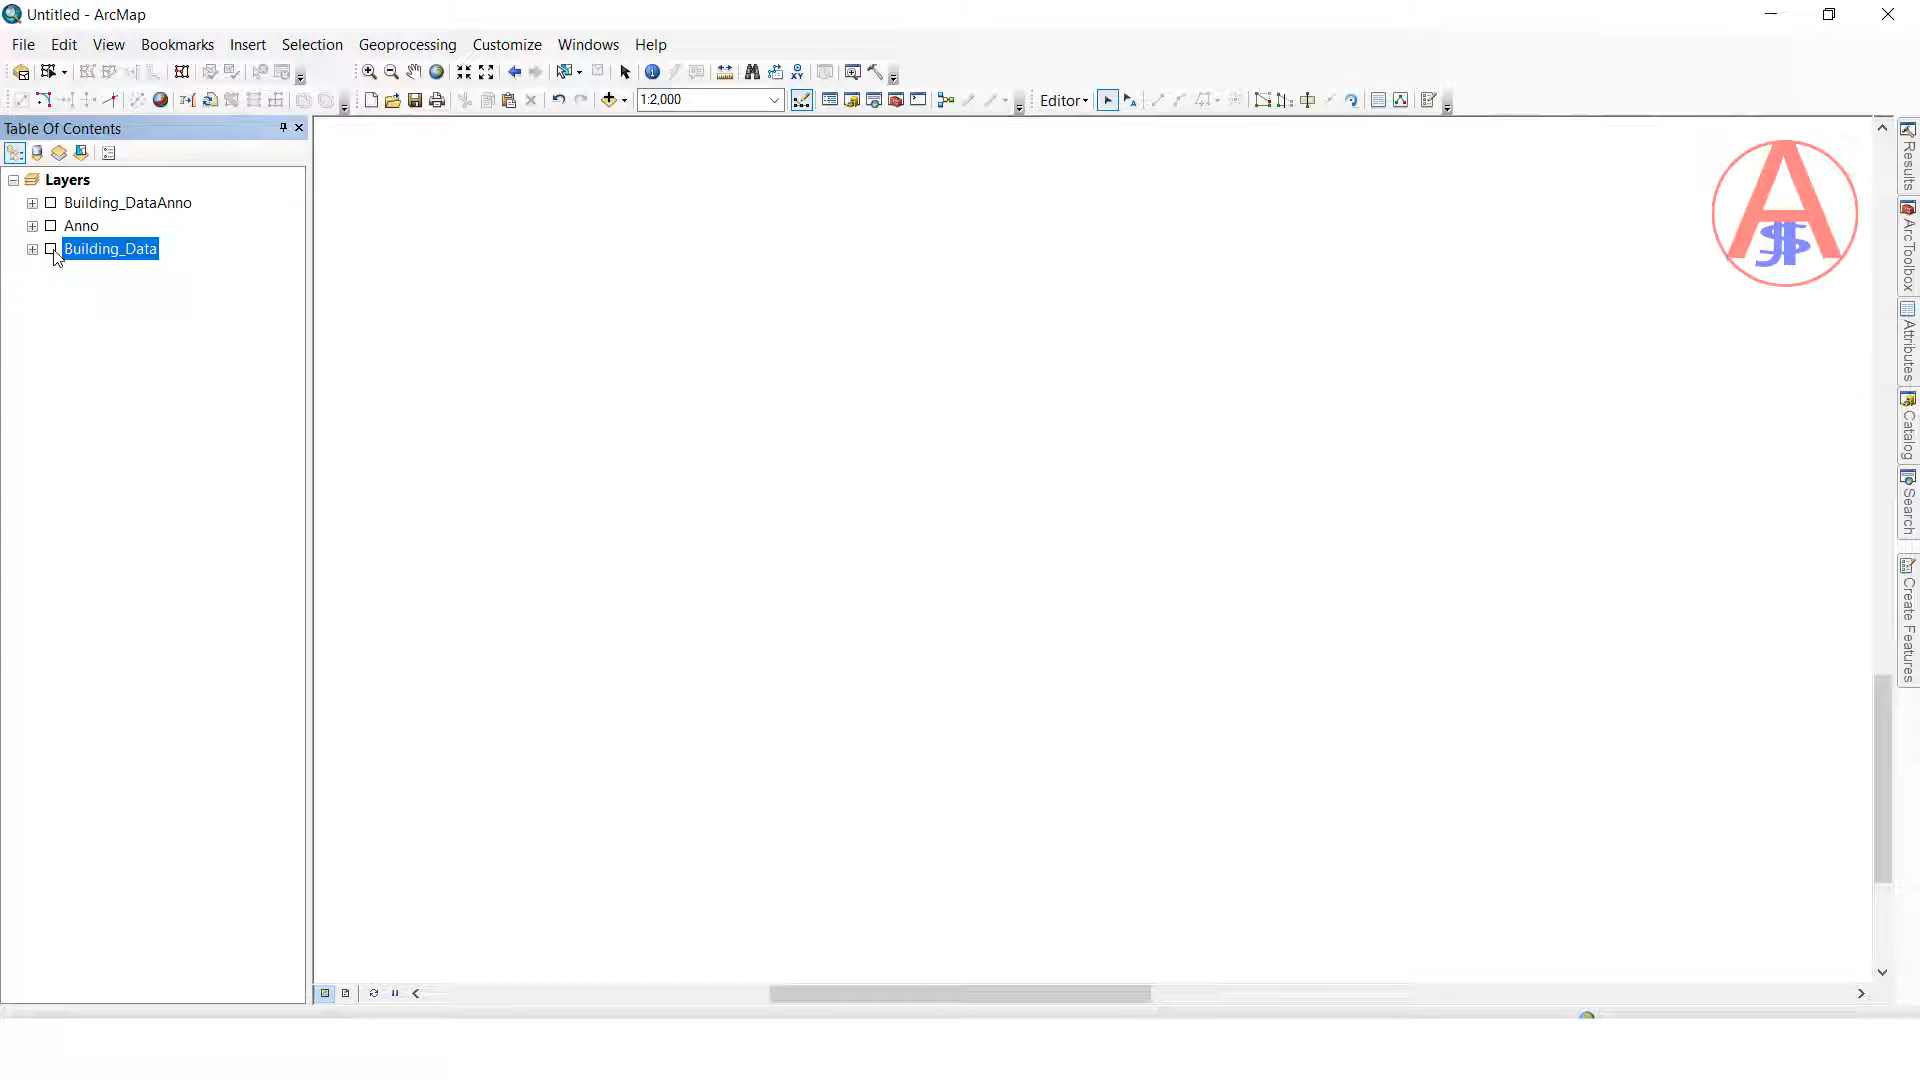 Untitled - ArcMap
File Edit View Bookmarks Insert Selection Geoprocessing Customize Windows Help
1:2,000
Editor
Table Of Contents
Layers
Building_DataAnno
Anno
Building_Data
Results
ArcToolbox
Attributes
Catalog
Search
Create Features